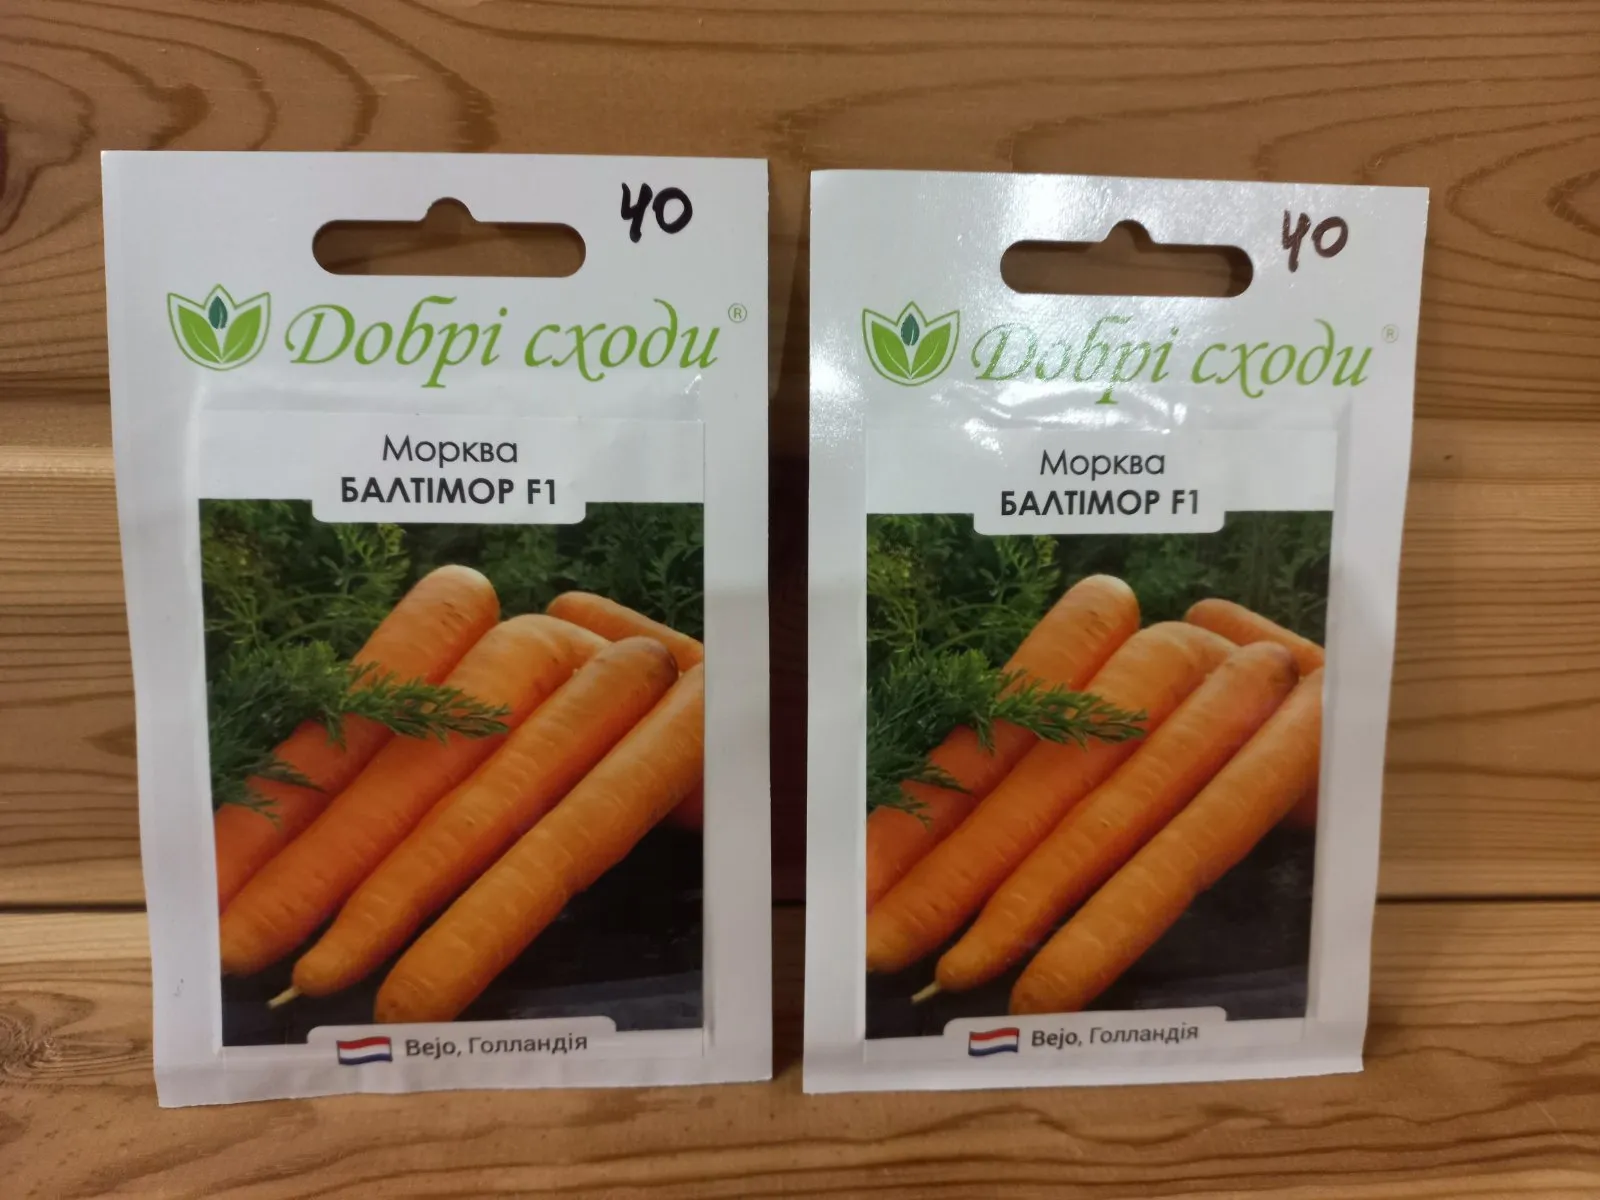 40
Добрі сходи®
Морква
БАЛТІМОР F1
Bejo, Голландія
40
Добрі сходи®
Морква
БАЛТІМОР F1
Bejo, Голландія